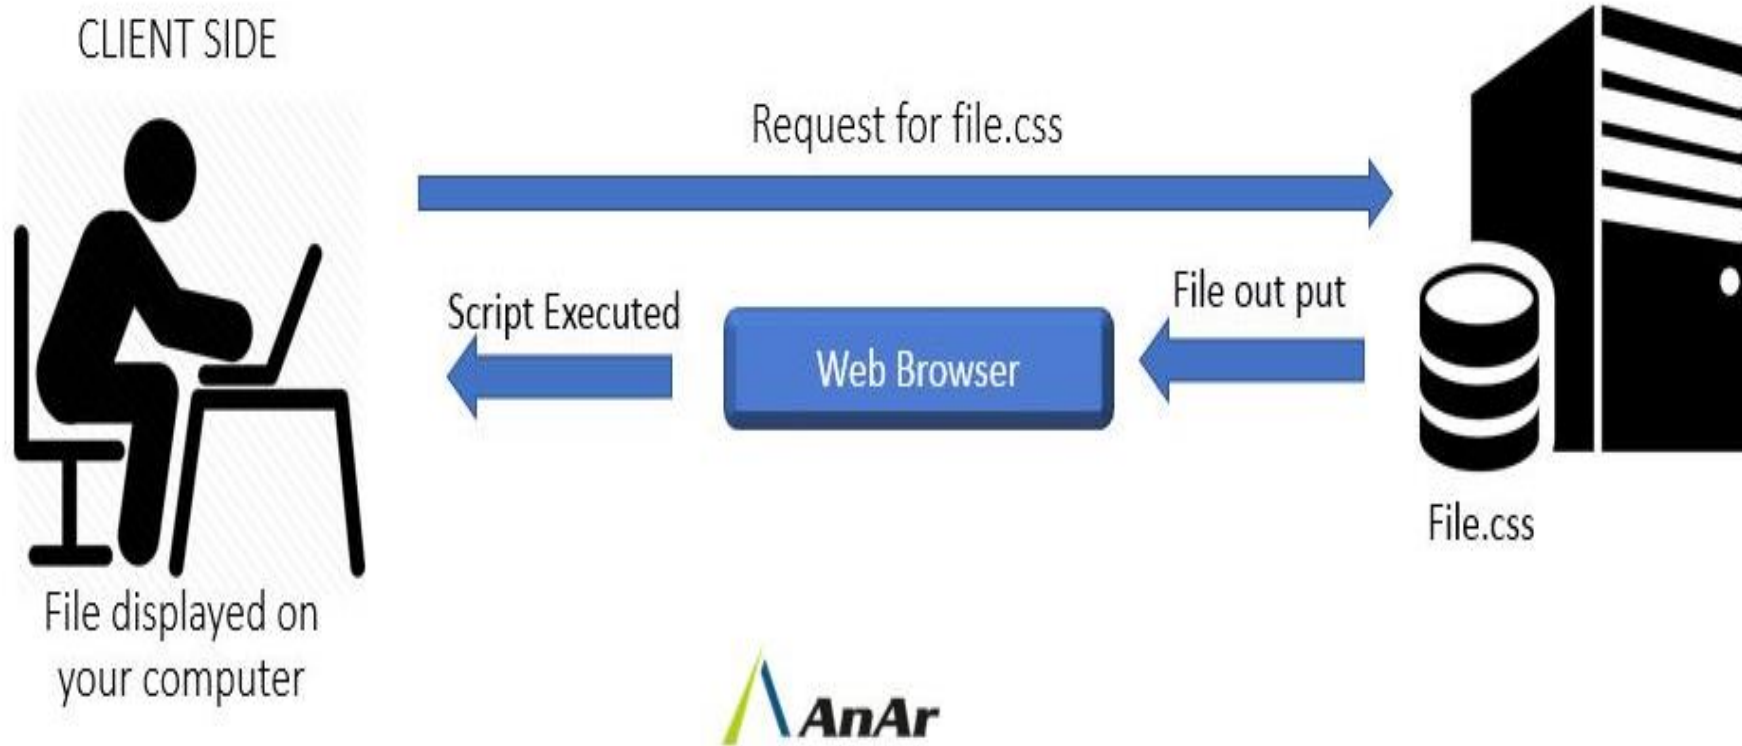 CLIENT SIDE
Request for file.css
File out put
Script Executed
Web Browser
File.css
File displayed on
your computer
AnAr